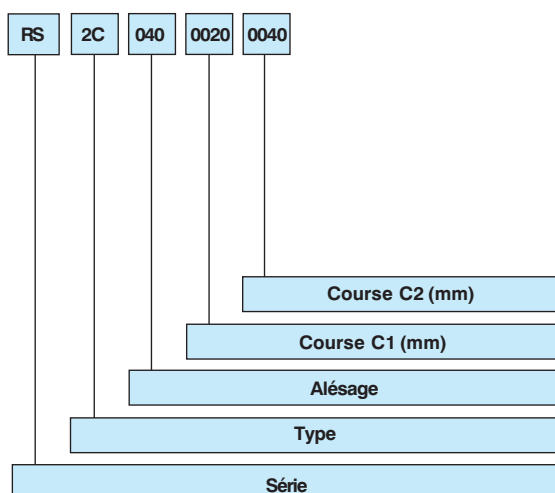 RS 2C 040 0020 0040
Course C2 (mm)
Course C1 (mm)
Alésage
Type
Série